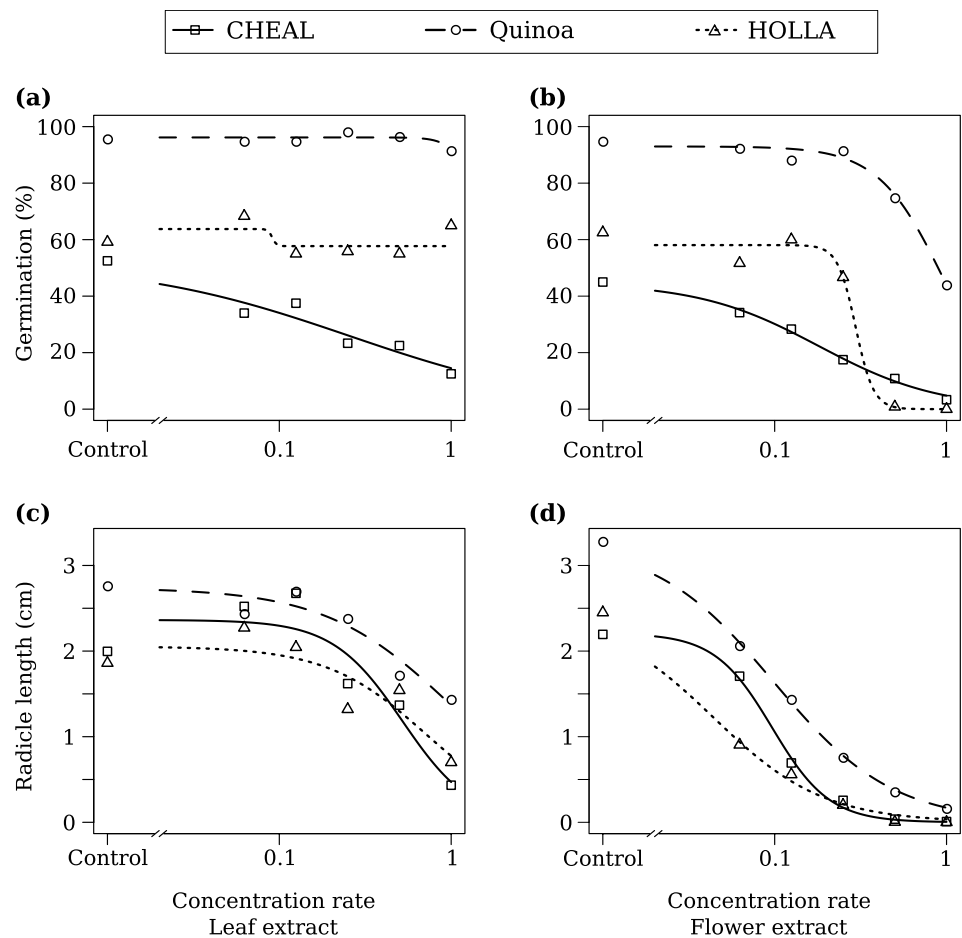 CHEAL Quinoa HOLLA
(a) (b)
Germination (%)
100
80
60
40
20
0
Control 0.1 1
100
80
60
40
20
0
Control 0.1 1
(c) (d)
Radicle length (cm)
3
2
1
0
Control 0.1 1
Concentration rate
Leaf extract
3
2
1
0
Control 0.1 1
Concentration rate
Flower extract